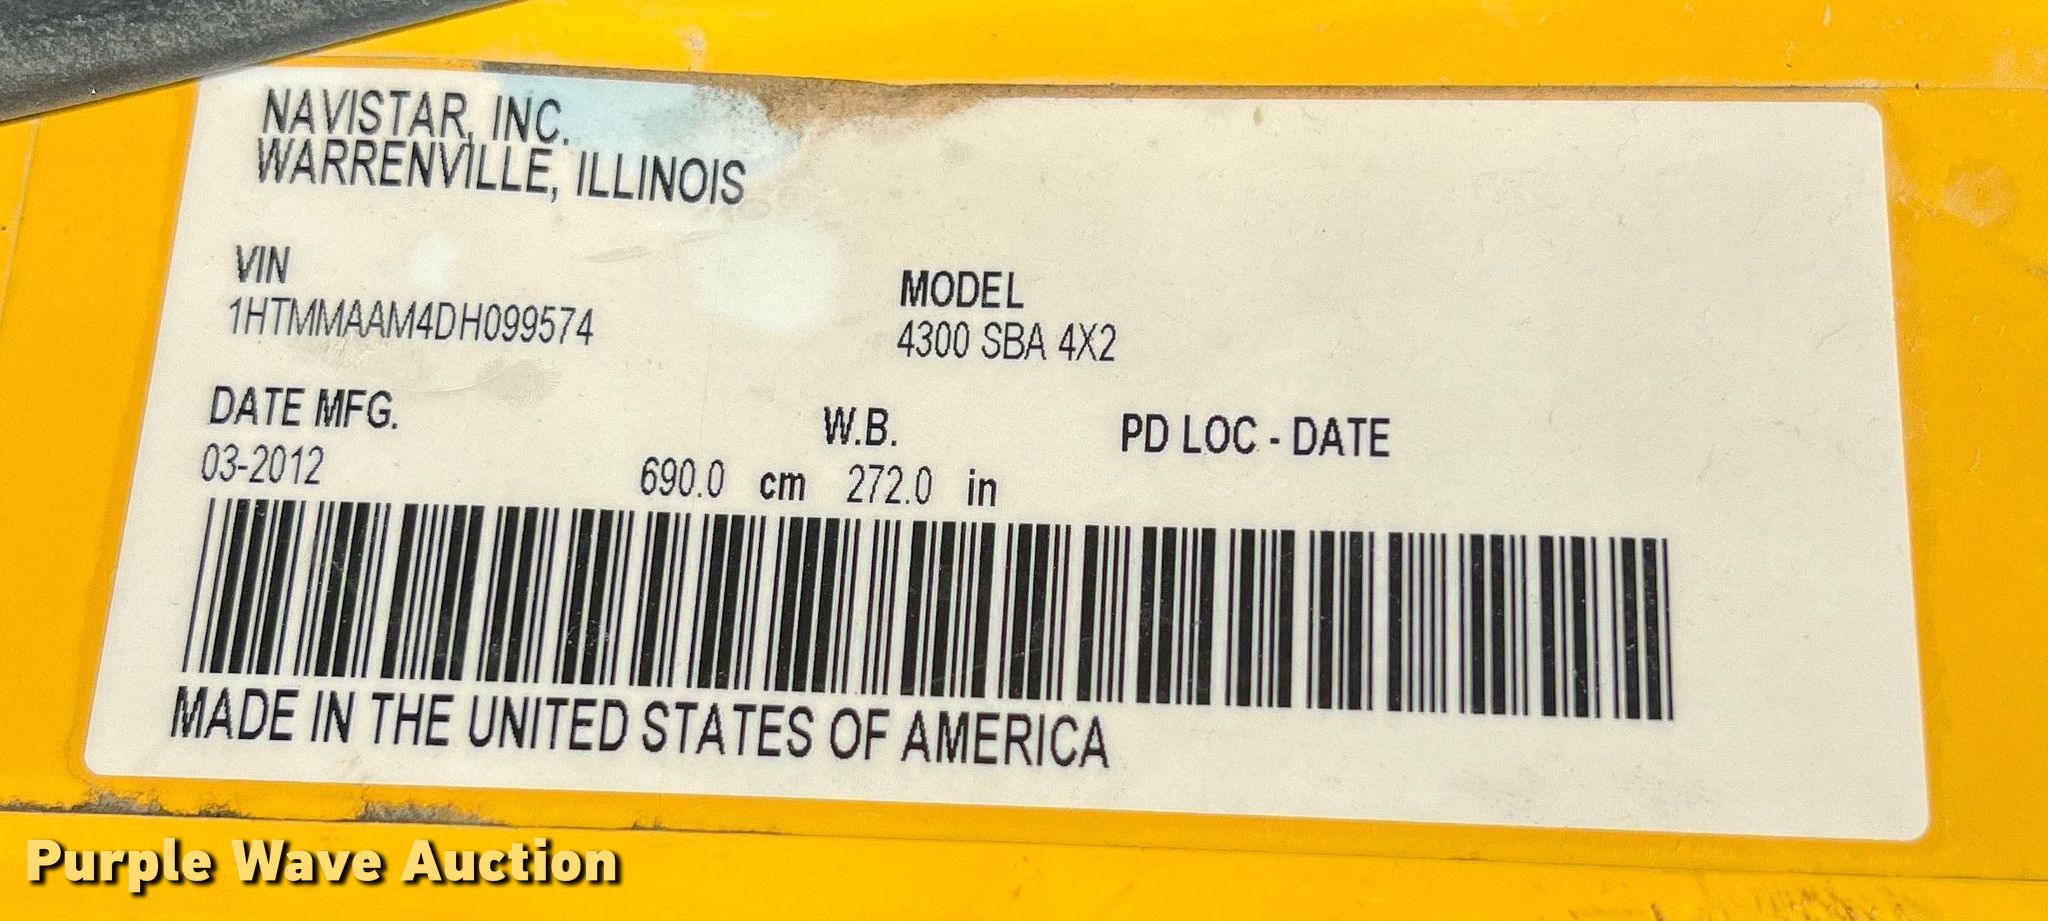 NAVISTAR, INC.
WARRENVILLE, ILLINOIS
VIN
1HTMMAAM4DH099574
MODEL
4300 SBA 4X2
DATE MFG.
03-2012
W.B.
690.0 cm 272.0 in
PD LOC - DATE
MADE IN THE UNITED STATES OF AMERICA
Purple Wave Auction